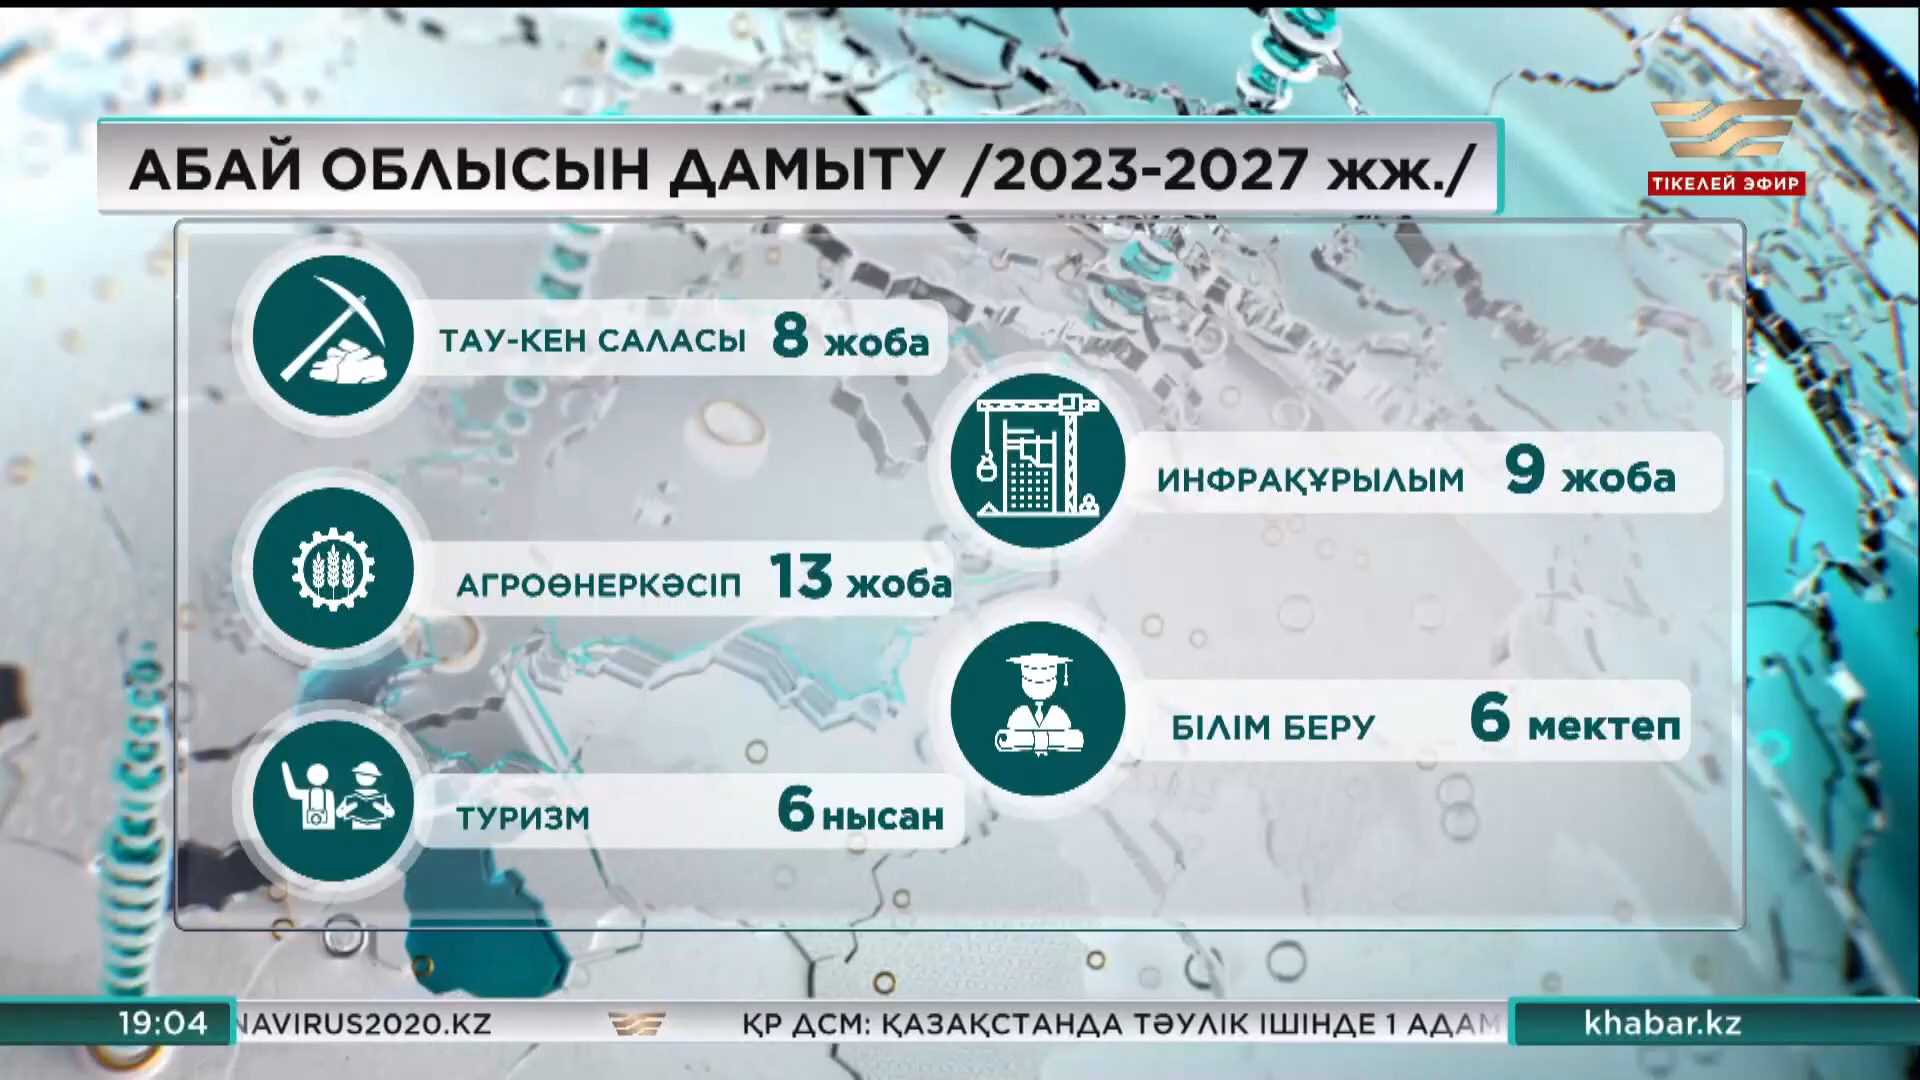 АБАЙ ОБЛЫСЫН ДАМЫТУ /2023-2027 жж./
ТІКЕЛЕЙ ЭФИР
ТАУ-КЕН САЛАСЫ 8 жоба
АГРОӨНЕРКӘСІП 13 жоба
ТУРИЗМ 6 нысан
ИНФРАҚҰРЫЛЫМ 9 жоба
БІЛІМ БЕРУ 6 мектеп
19:04 NAVIRUS2020.KZ ҚР ДСМ: ҚАЗАҚСТАНДА ТӘУЛІК ІШІНДЕ 1 АДАМ khabar.kz